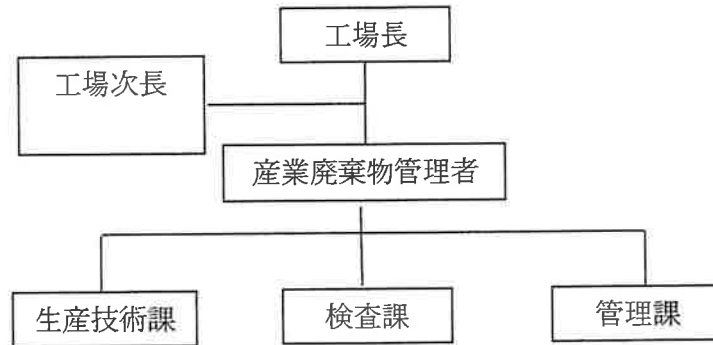 工場長
工場次長
産業廃棄物管理者
生産技術課
検査課
管理課